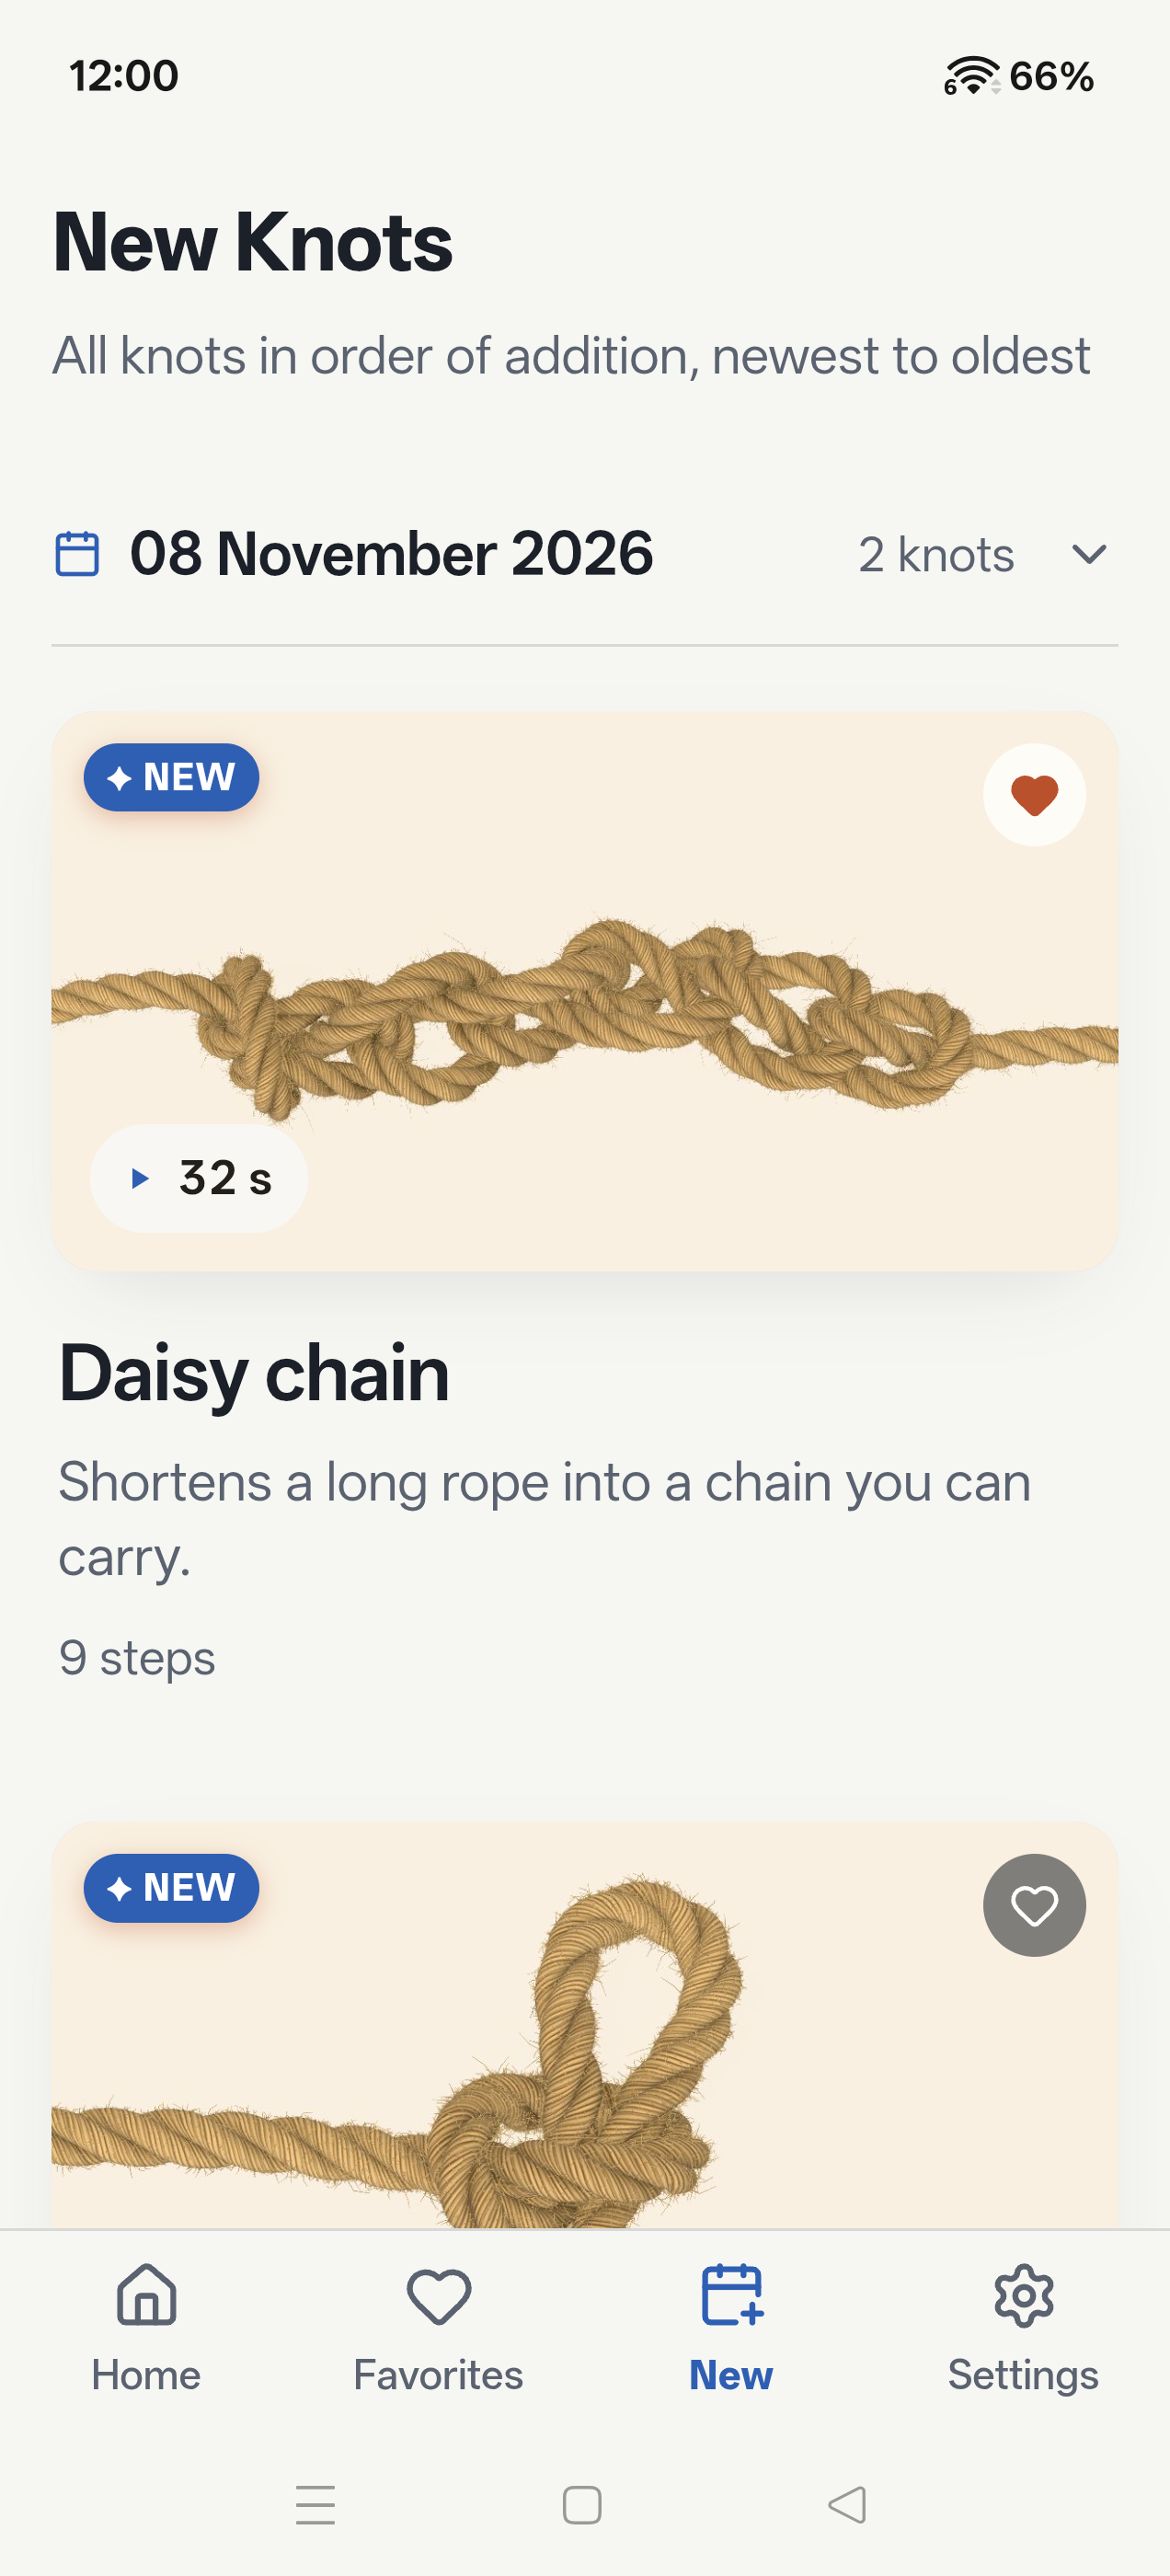 12:00
6 66%
New Knots
All knots in order of addition, newest to oldest
08 November 2026
2 knots
NEW
32 s
Daisy chain
Shortens a long rope into a chain you can
carry.
9 steps
NEW
Home
Favorites
New
Settings